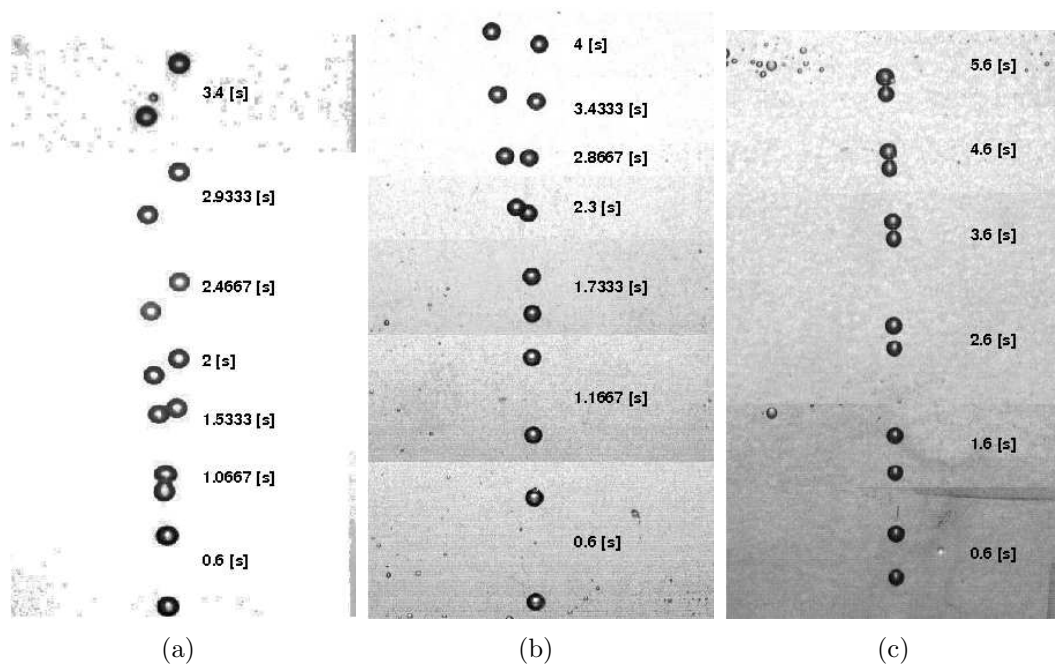 3.4 [s]
2.9333 [s]
2.4667 [s]
2 [s]
1.5333 [s]
1.0667 [s]
0.6 [s]
(a)
4 [s]
3.4333 [s]
2.8667 [s]
2.3 [s]
1.7333 [s]
1.1667 [s]
0.6 [s]
(b)
5.6 [s]
4.6 [s]
3.6 [s]
2.6 [s]
1.6 [s]
0.6 [s]
(c)